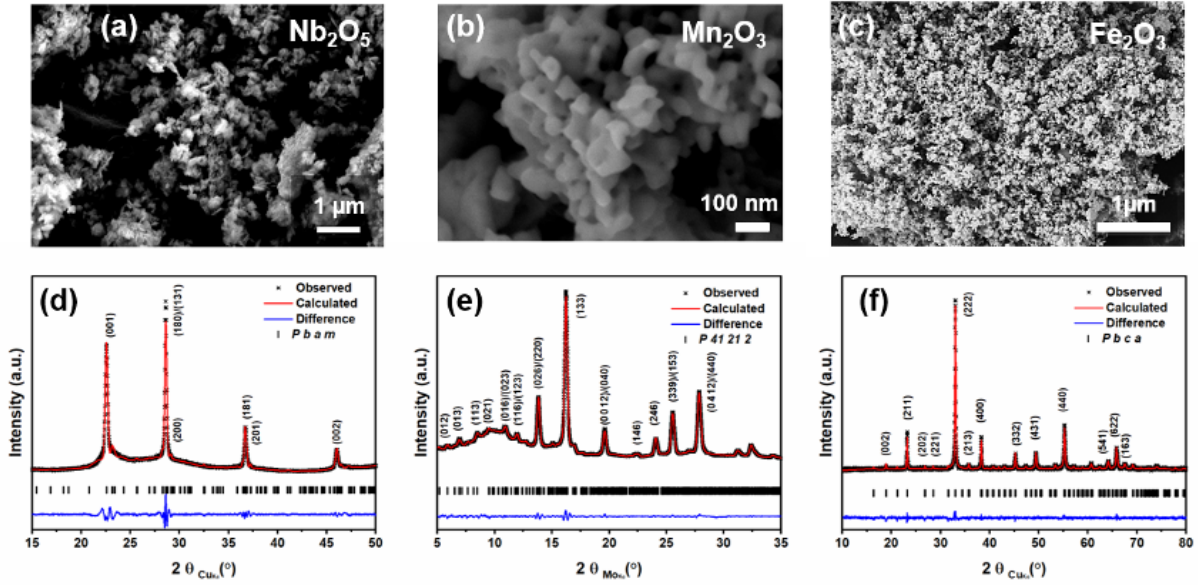 (a) Nb₂O₅
1 µm
(b) Mn₂O₃
100 nm
(c) Fe₂O₃
1µm
(d)
× Observed
Calculated
Difference
P b a m
(001)
(180)/(131)
(200)
(181)
(201)
(002)
Intensity (a.u.)
15 20 25 30 35 40 45 50
2 θ CuKα(°)
(e)
Observed
Calculated
Difference
P 41 21 2
(012)
(013)
(113)
(021)
(016)/(023)
(116)/(123)
(026)/(220)
(133)
(0 0 12)/(040)
(146)
(246)
(339)/(153)
(0 4 12)/(440)
Intensity (a.u.)
5 10 15 20 25 30 35
2 θ MoKα(°)
(f)
× Observed
Calculated
Difference
P b c a
(002)
(211)
(202)
(221)
(222)
(213)
(400)
(332)
(431)
(440)
(541)
(622)
(163)
Intensity (a.u.)
10 20 30 40 50 60 70 80
2 θ CuKα(°)